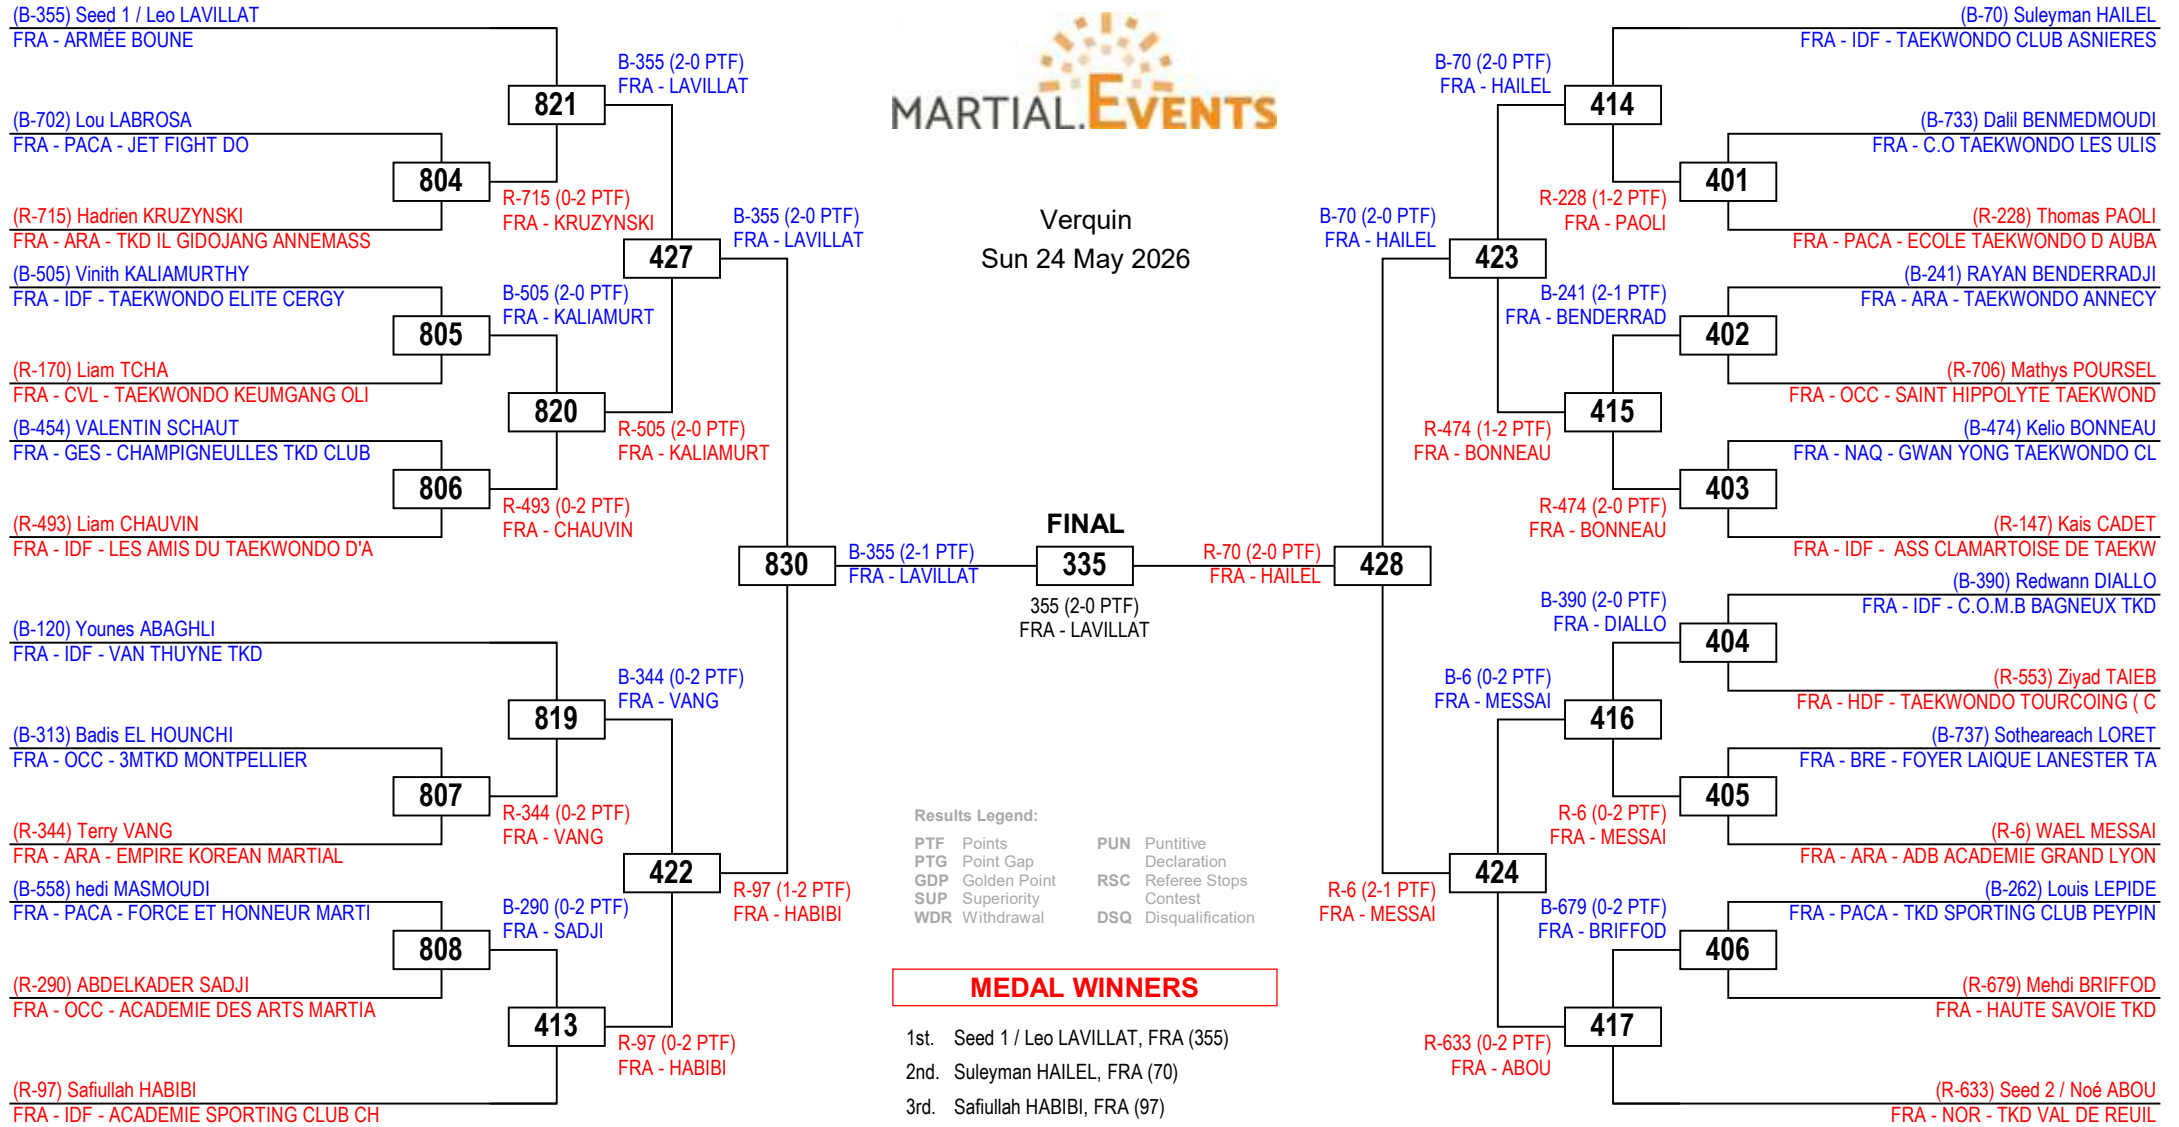 (B-355) Seed 1 / Leo LAVILLAT
FRA - ARMÉE BOUNE
(B-702) Lou LABROSA
FRA - PACA - JET FIGHT DO
(R-715) Hadrien KRUZYNSKI
FRA - ARA - TKD IL GIDOJANG ANNEMASS
(B-505) Vinith KALIAMURTHY
FRA - IDF - TAEKWONDO ELITE CERGY
(R-170) Liam TCHA
FRA - CVL - TAEKWONDO KEUMGANG OLI
(B-454) VALENTIN SCHAUT
FRA - GES - CHAMPIGNEULLES TKD CLUB
(R-493) Liam CHAUVIN
FRA - IDF - LES AMIS DU TAEKWONDO D'A
(B-120) Younes ABAGHLI
FRA - IDF - VAN THUYNE TKD
(B-313) Badis EL HOUNCHI
FRA - OCC - 3MTKD MONTPELLIER
(R-344) Terry VANG
FRA - ARA - EMPIRE KOREAN MARTIAL
(B-558) hedi MASMOUDI
FRA - PACA - FORCE ET HONNEUR MARTI
(R-290) ABDELKADER SADJI
FRA - OCC - ACADEMIE DES ARTS MARTIA
(R-97) Safiullah HABIBI
FRA - IDF - ACADEMIE SPORTING CLUB CH
804
805
806
807
808
R-715 (0-2 PTF)
FRA - KRUZYNSKI
B-505 (2-0 PTF)
FRA - KALIAMURT
R-493 (0-2 PTF)
FRA - CHAUVIN
R-344 (0-2 PTF)
FRA - VANG
B-290 (0-2 PTF)
FRA - SADJI
821
820
819
413
B-355 (2-0 PTF)
FRA - LAVILLAT
R-505 (2-0 PTF)
FRA - KALIAMURT
B-344 (0-2 PTF)
FRA - VANG
R-97 (0-2 PTF)
FRA - HABIBI
427
422
B-355 (2-0 PTF)
FRA - LAVILLAT
R-97 (1-2 PTF)
FRA - HABIBI
830
B-355 (2-1 PTF)
FRA - LAVILLAT
MARTIAL.EVENTS
Verquin
Sun 24 May 2026
FINAL
335
355 (2-0 PTF)
FRA - LAVILLAT
Results Legend:
PTF Points
PTG Point Gap
GDP Golden Point
SUP Superiority
WDR Withdrawal
PUN Puntitive
Declaration
RSC Referee Stops
Contest
DSQ Disqualification
MEDAL WINNERS
1st. Seed 1 / Leo LAVILLAT, FRA (355)
2nd. Suleyman HAILEL, FRA (70)
3rd. Safiullah HABIBI, FRA (97)
R-70 (2-0 PTF)
FRA - HAILEL
428
B-70 (2-0 PTF)
FRA - HAILEL
R-6 (2-1 PTF)
FRA - MESSAI
423
424
B-70 (2-0 PTF)
FRA - HAILEL
R-474 (1-2 PTF)
FRA - BONNEAU
B-6 (0-2 PTF)
FRA - MESSAI
R-633 (0-2 PTF)
FRA - ABOU
414
415
416
417
R-228 (1-2 PTF)
FRA - PAOLI
B-241 (2-1 PTF)
FRA - BENDERRAD
R-474 (2-0 PTF)
FRA - BONNEAU
B-390 (2-0 PTF)
FRA - DIALLO
R-6 (0-2 PTF)
FRA - MESSAI
B-679 (0-2 PTF)
FRA - BRIFFOD
401
402
403
404
405
406
(B-70) Suleyman HAILEL
FRA - IDF - TAEKWONDO CLUB ASNIERES
(B-733) Dalil BENMEDMOUDI
FRA - C.O TAEKWONDO LES ULIS
(R-228) Thomas PAOLI
FRA - PACA - ECOLE TAEKWONDO D AUBA
(B-241) RAYAN BENDERRADJI
FRA - ARA - TAEKWONDO ANNECY
(R-706) Mathys POURSEL
FRA - OCC - SAINT HIPPOLYTE TAEKWOND
(B-474) Kelio BONNEAU
FRA - NAQ - GWAN YONG TAEKWONDO CL
(R-147) Kais CADET
FRA - IDF - ASS CLAMARTOISE DE TAEKW
(B-390) Redwann DIALLO
FRA - IDF - C.O.M.B BAGNEUX TKD
(R-553) Ziyad TAIEB
FRA - HDF - TAEKWONDO TOURCOING ( C
(B-737) Sotheareach LORET
FRA - BRE - FOYER LAIQUE LANESTER TA
(R-6) WAEL MESSAI
FRA - ARA - ADB ACADEMIE GRAND LYON
(B-262) Louis LEPIDE
FRA - PACA - TKD SPORTING CLUB PEYPIN
(R-679) Mehdi BRIFFOD
FRA - HAUTE SAVOIE TKD
(R-633) Seed 2 / Noé ABOU
FRA - NOR - TKD VAL DE REUIL